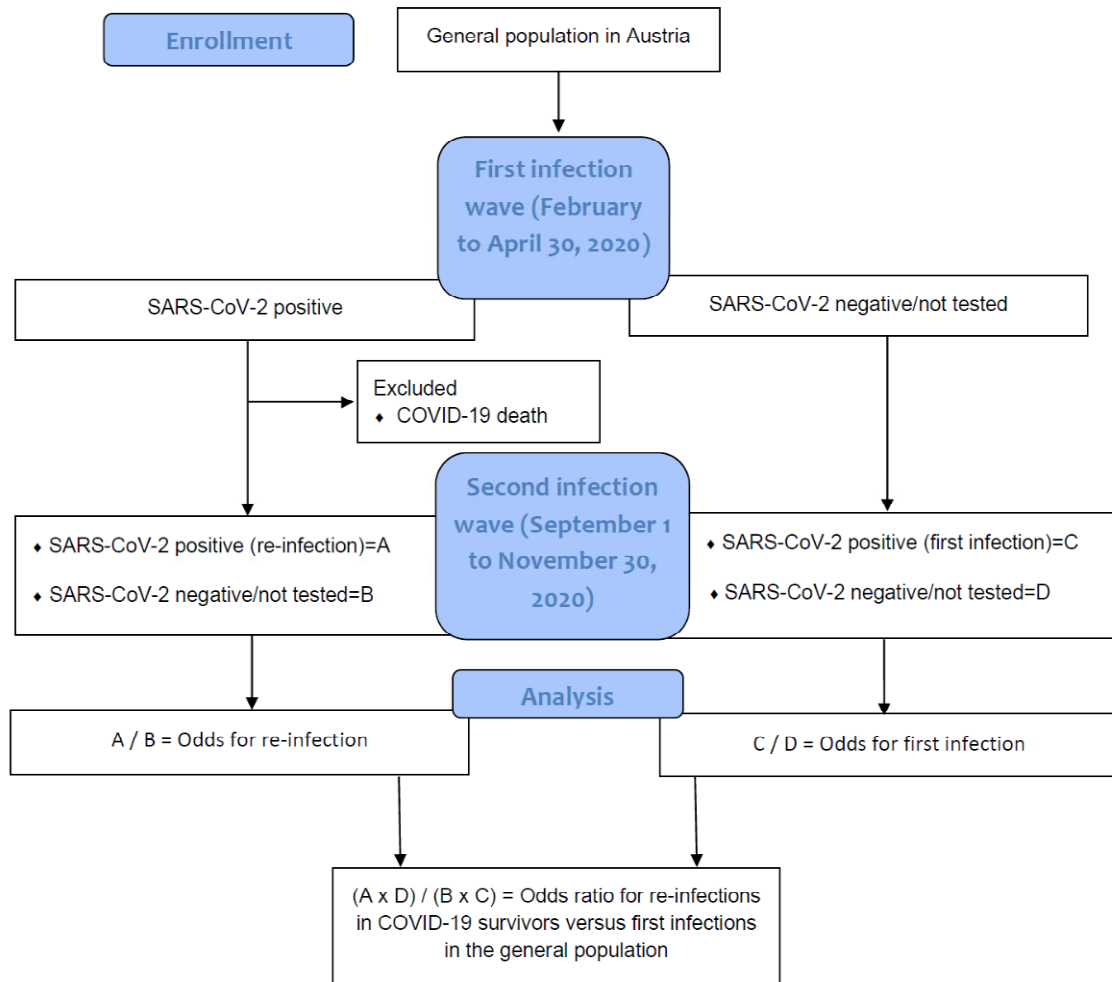 Enrollment
General population in Austria
First infection
wave (February
to April 30, 2020)
SARS-CoV-2 positive
SARS-CoV-2 negative/not tested
Excluded
♦ COVID-19 death
Second infection
wave (September 1
to November 30,
2020)
♦ SARS-CoV-2 positive (re-infection)=A
♦ SARS-CoV-2 negative/not tested=B
♦ SARS-CoV-2 positive (first infection)=C
♦ SARS-CoV-2 negative/not tested=D
Analysis
A / B = Odds for re-infection
C / D = Odds for first infection
(A x D) / (B x C) = Odds ratio for re-infections
in COVID-19 survivors versus first infections
in the general population